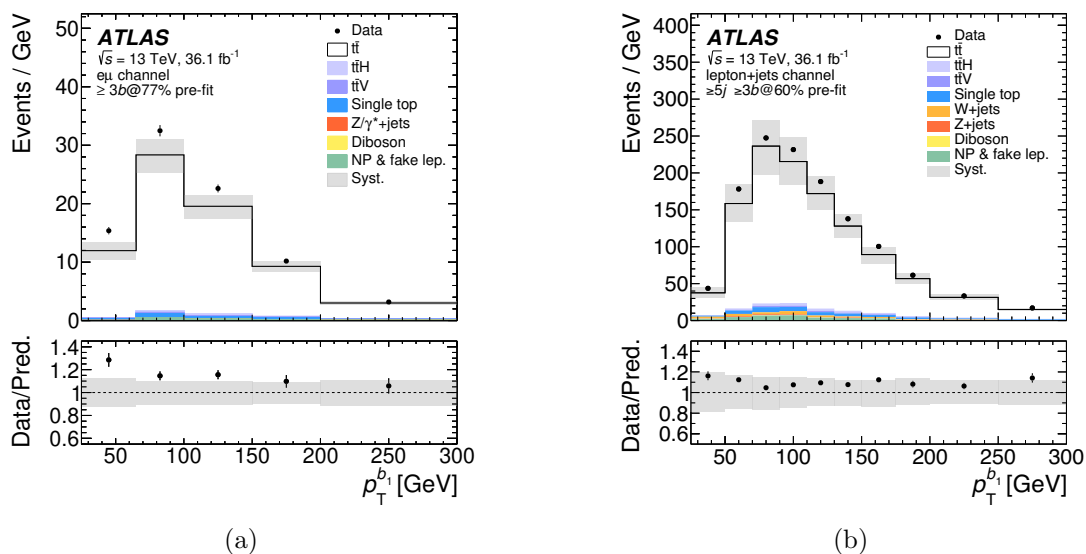 Events / GeV
50
40
30
20
10
0
ATLAS
√s = 13 TeV, 36.1 fb⁻¹
eμ channel
≥ 3b@77% pre-fit
Data
tt̄
tt̄H
tt̄V
Single top
Z/γ*+jets
Diboson
NP & fake lep.
Syst.
Data/Pred.
1.4
1.2
1
0.8
0.6
50 100 150 200 250 300
p_T^{b₁} [GeV]
(a)
Events / GeV
400
350
300
250
200
150
100
50
0
ATLAS
√s = 13 TeV, 36.1 fb⁻¹
lepton+jets channel
≥5j ≥3b@60% pre-fit
Data
tt̄
tt̄H
tt̄V
Single top
W+jets
Z+jets
Diboson
NP & fake lep.
Syst.
Data/Pred.
1.4
1.2
1
0.8
0.6
50 100 150 200 250 300
p_T^{b₁} [GeV]
(b)